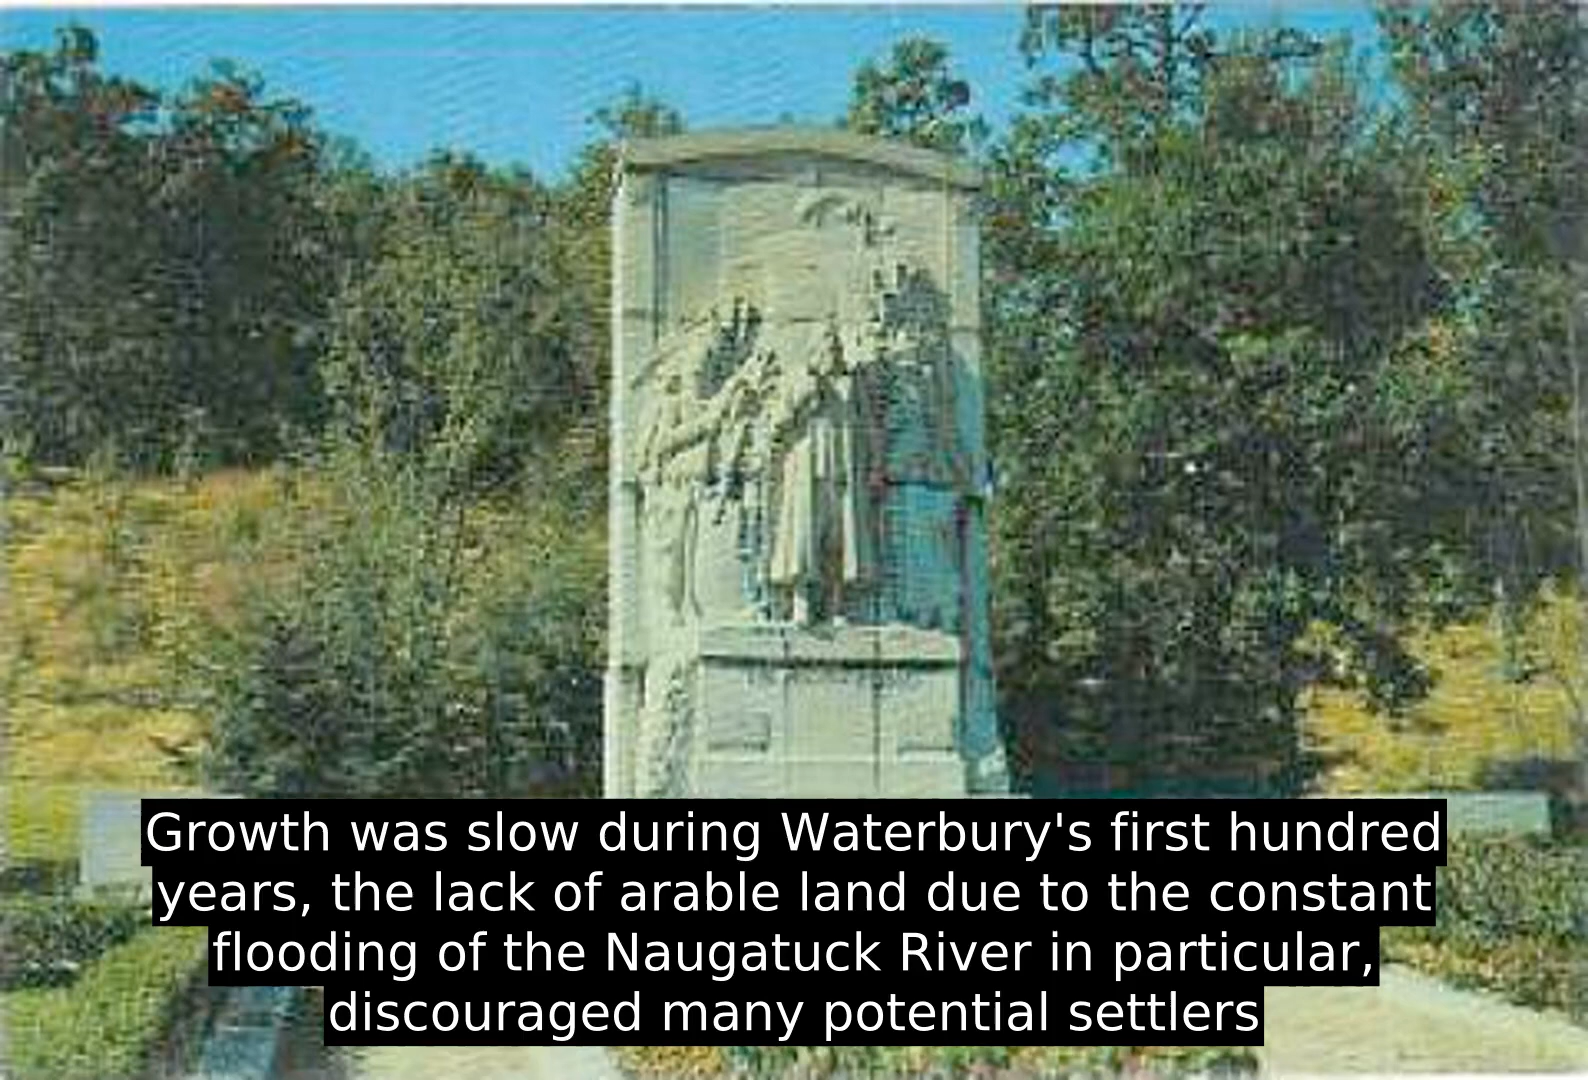 Growth was slow during Waterbury's first hundred
years, the lack of arable land due to the constant
flooding of the Naugatuck River in particular,
discouraged many potential settlers